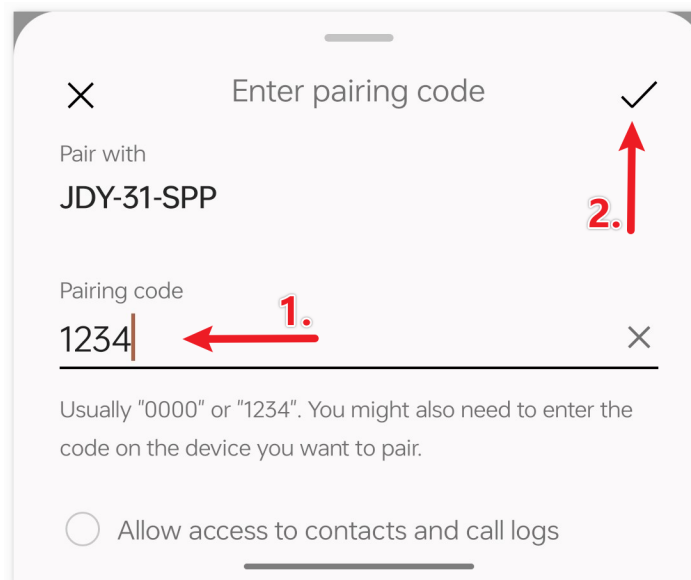 Enter pairing code
Pair with
JDY-31-SPP
2.
Pairing code
1.
1234
Usually "0000" or "1234". You might also need to enter the
code on the device you want to pair.
Allow access to contacts and call logs